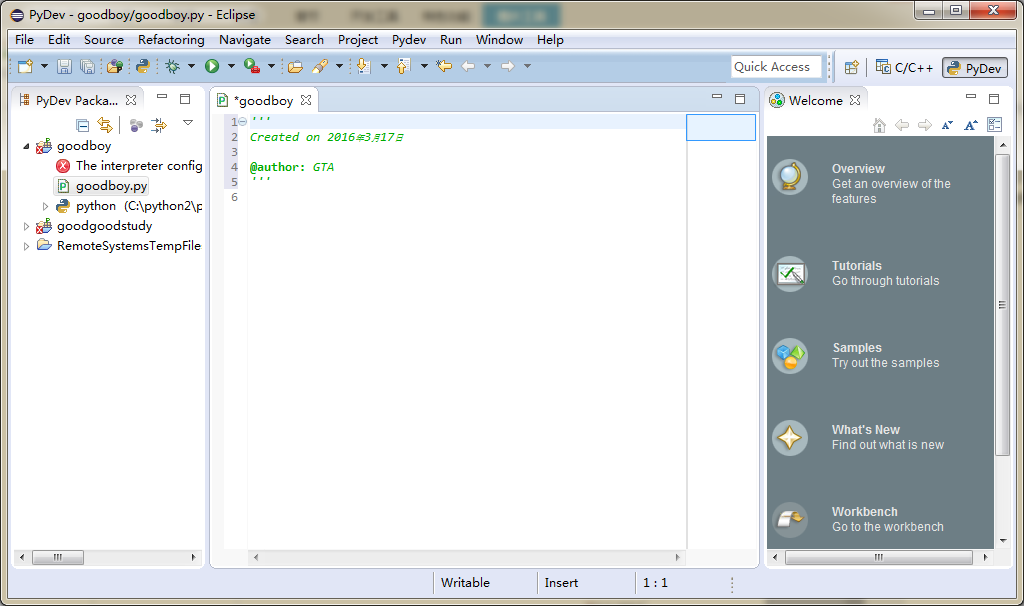 PyDev - goodboy/goodboy.py - Eclipse
File Edit Source Refactoring Navigate Search Project Pydev Run Window Help
Quick Access
C/C++
PyDev
PyDev Packa...
goodboy
The interpreter config
goodboy.py
python (C:\python2\p
goodgoodstudy
RemoteSystemsTempFile
*goodboy
1 '''
2 Created on 2016年3月17日
3
4 @author: GTA
5 '''
6
Welcome
Overview
Get an overview of the
features
Tutorials
Go through tutorials
Samples
Try out the samples
What's New
Find out what is new
Workbench
Go to the workbench
Writable Insert 1 : 1